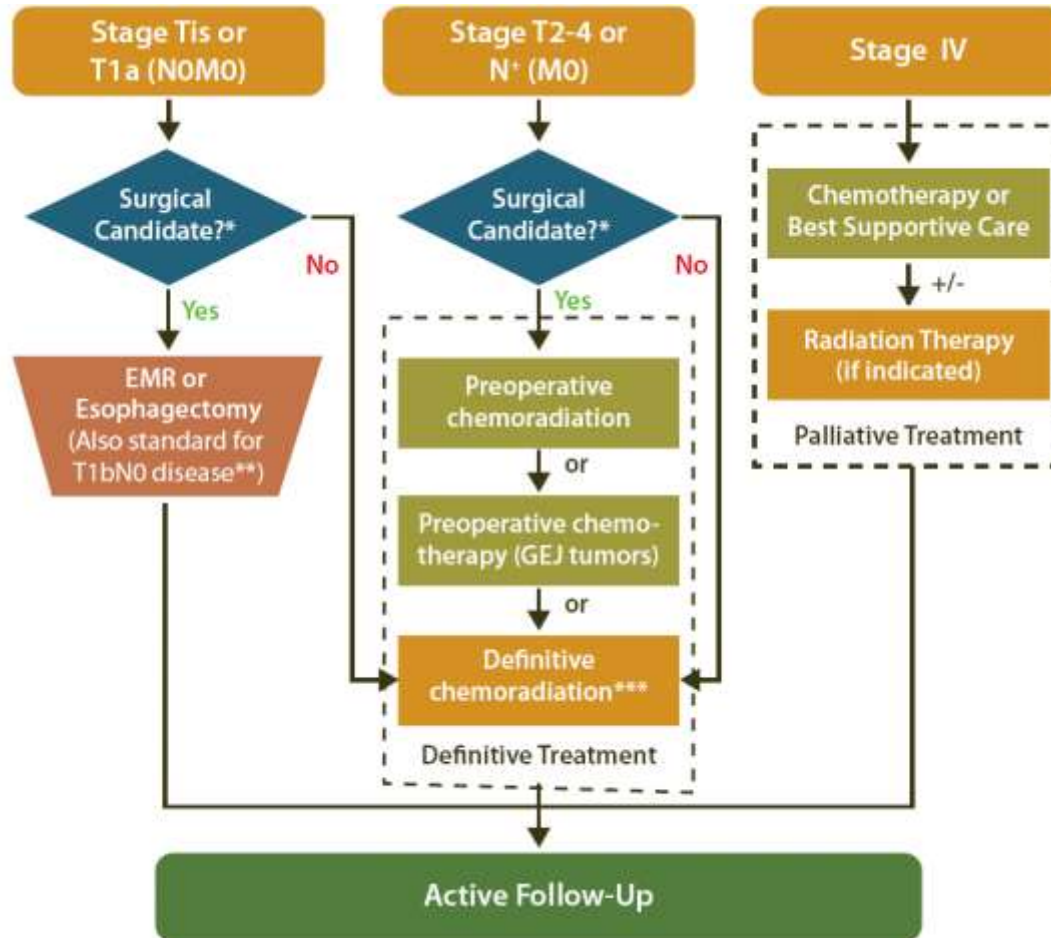 Stage Tis or
T1a (N0M0)
Surgical
Candidate?*
No
Yes
EMR or
Esophagectomy
(Also standard for
T1bN0 disease**)
Stage T2-4 or
N⁺ (M0)
Surgical
Candidate?*
No
Yes
Preoperative
chemoradiation
or
Preoperative chemo-
therapy (GEJ tumors)
or
Definitive
chemoradiation***
Definitive Treatment
Stage IV
Chemotherapy or
Best Supportive Care
+/-
Radiation Therapy
(if indicated)
Palliative Treatment
Active Follow-Up